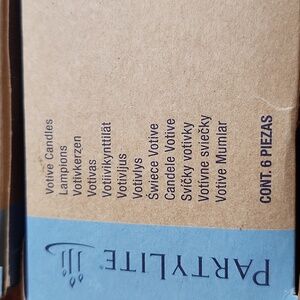 Votive Candles
Lampions
Votivkerzen
Votivas
Votiivikynttilät
Votivljus
Votivlys
Świece Votive
Candele Votive
Svíčky votivky
Votívne sviečky
Votive Mumlar
CONT. 6 PIEZAS
PARTYLITE